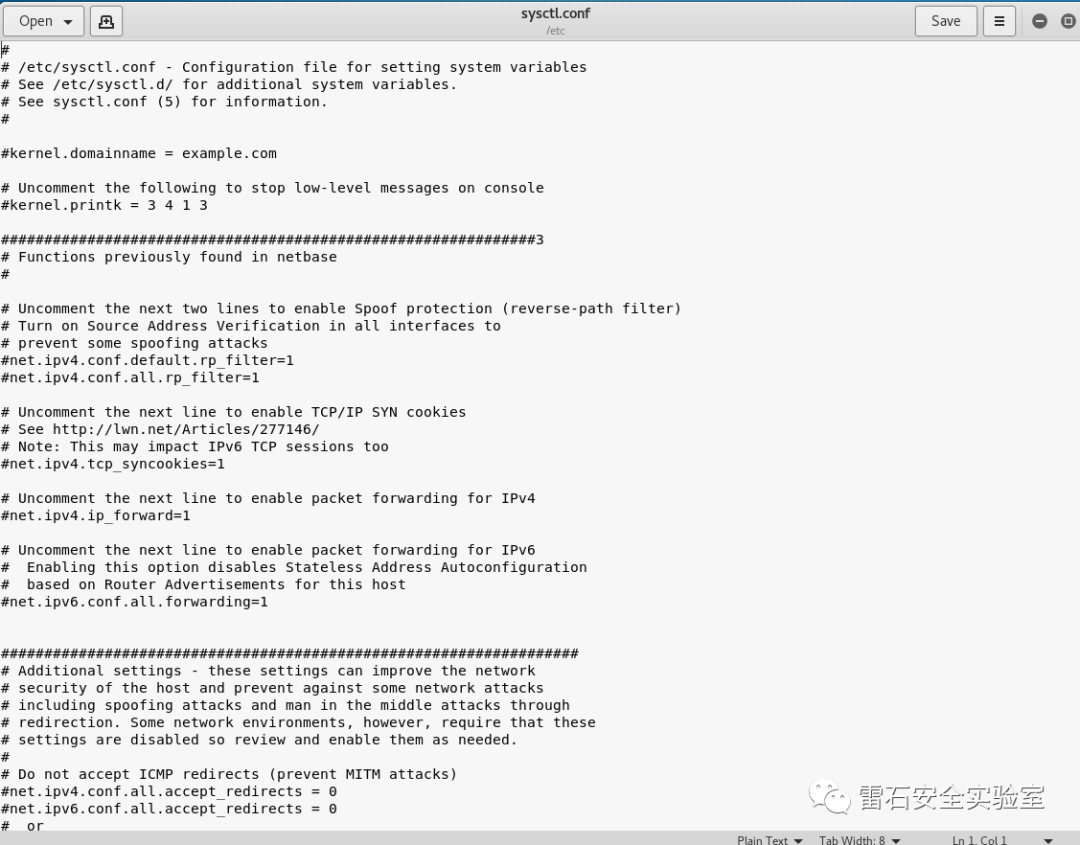 Open
sysctl.conf
/etc
Save
#
# /etc/sysctl.conf - Configuration file for setting system variables
# See /etc/sysctl.d/ for additional system variables.
# See sysctl.conf (5) for information.
#
#kernel.domainname = example.com
# Uncomment the following to stop low-level messages on console
#kernel.printk = 3 4 1 3
##############################################################3
# Functions previously found in netbase
#
# Uncomment the next two lines to enable Spoof protection (reverse-path filter)
# Turn on Source Address Verification in all interfaces to
# prevent some spoofing attacks
#net.ipv4.conf.default.rp_filter=1
#net.ipv4.conf.all.rp_filter=1
# Uncomment the next line to enable TCP/IP SYN cookies
# See http://lwn.net/Articles/277146/
# Note: This may impact IPv6 TCP sessions too
#net.ipv4.tcp_syncookies=1
# Uncomment the next line to enable packet forwarding for IPv4
#net.ipv4.ip_forward=1
# Uncomment the next line to enable packet forwarding for IPv6
#  Enabling this option disables Stateless Address Autoconfiguration
#  based on Router Advertisements for this host
#net.ipv6.conf.all.forwarding=1
###################################################################
# Additional settings - these settings can improve the network
# security of the host and prevent against some network attacks
# including spoofing attacks and man in the middle attacks through
# redirection. Some network environments, however, require that these
# settings are disabled so review and enable them as needed.
#
# Do not accept ICMP redirects (prevent MITM attacks)
#net.ipv4.conf.all.accept_redirects = 0
#net.ipv6.conf.all.accept_redirects = 0
#  or
雷石安全实验室
Plain Text Tab Width: 8 Ln 1, Col 1